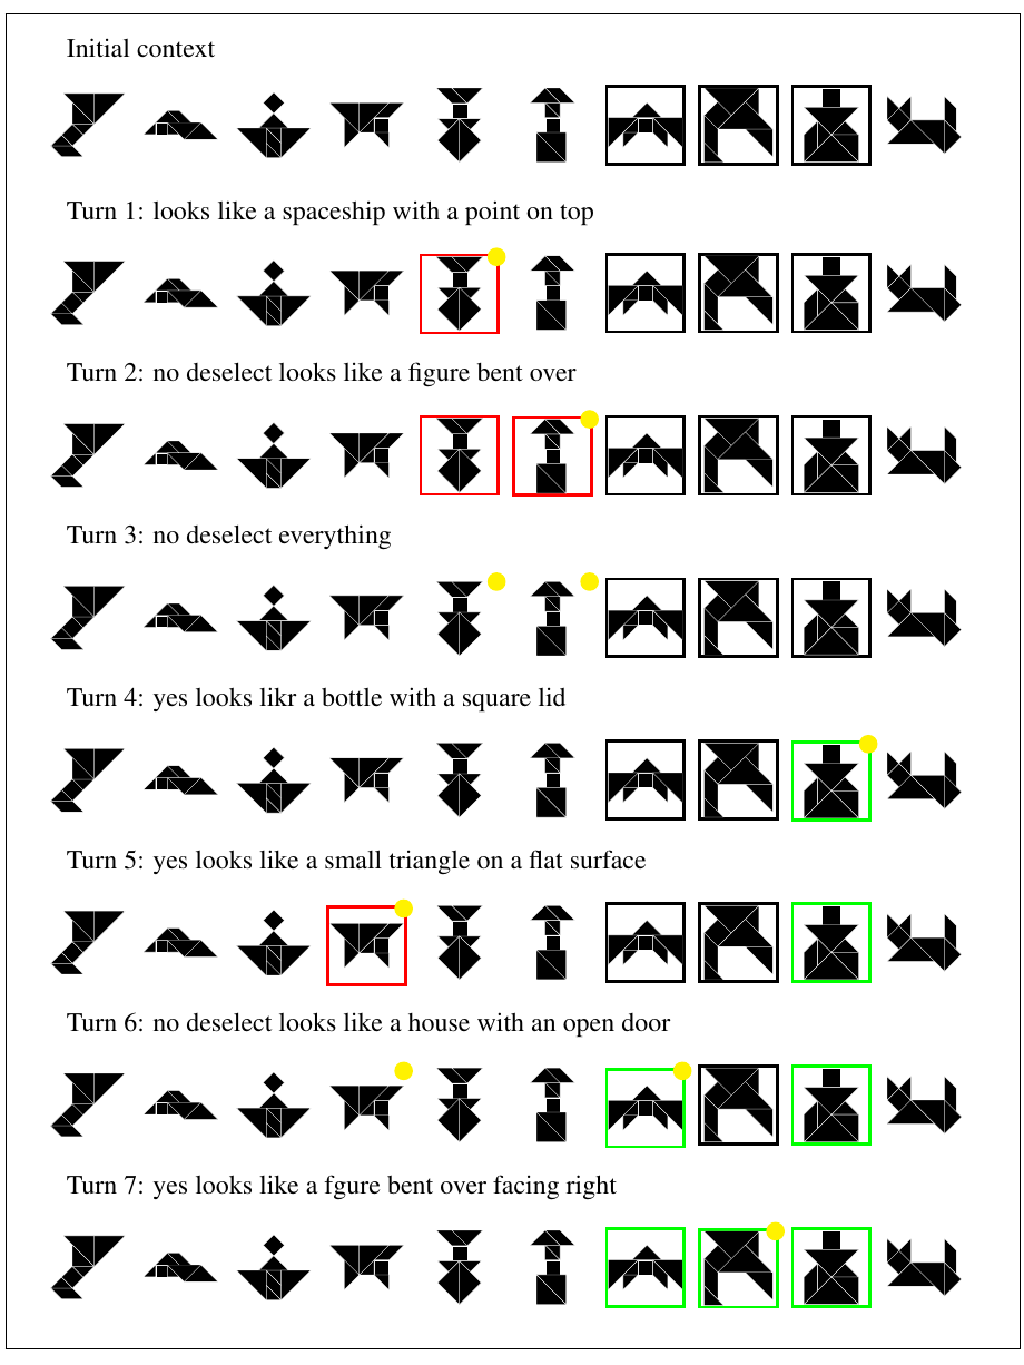 Initial context
Turn 1: looks like a spaceship with a point on top
Turn 2: no deselect looks like a figure bent over
Turn 3: no deselect everything
Turn 4: yes looks likr a bottle with a square lid
Turn 5: yes looks like a small triangle on a flat surface
Turn 6: no deselect looks like a house with an open door
Turn 7: yes looks like a fgure bent over facing right